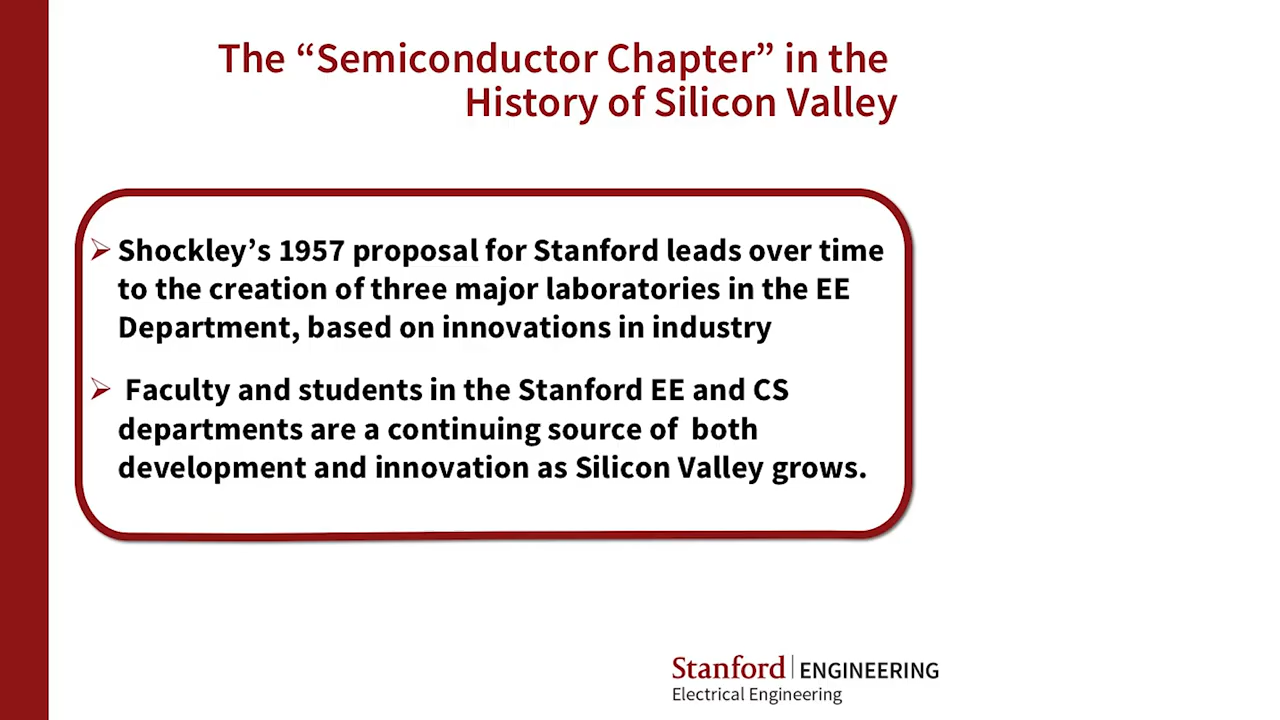 The “Semiconductor Chapter” in the
History of Silicon Valley
Shockley’s 1957 proposal for Stanford leads over time
to the creation of three major laboratories in the EE
Department, based on innovations in industry
Faculty and students in the Stanford EE and CS
departments are a continuing source of both
development and innovation as Silicon Valley grows.
Stanford ENGINEERING
Electrical Engineering